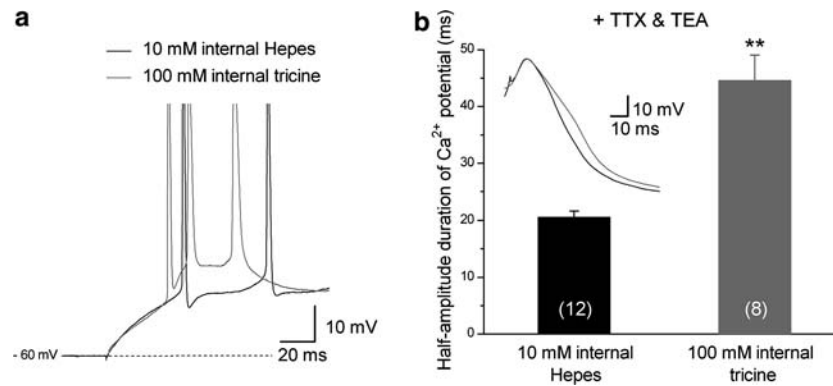 a
10 mM internal Hepes
100 mM internal tricine
- 60 mV
10 mV
20 ms
b
+ TTX & TEA
Half-amplitude duration of Ca²⁺ potential (ms)
50
40
30
20
10
0
**
10 mV
10 ms
(12)
(8)
10 mM internal
Hepes
100 mM internal
tricine